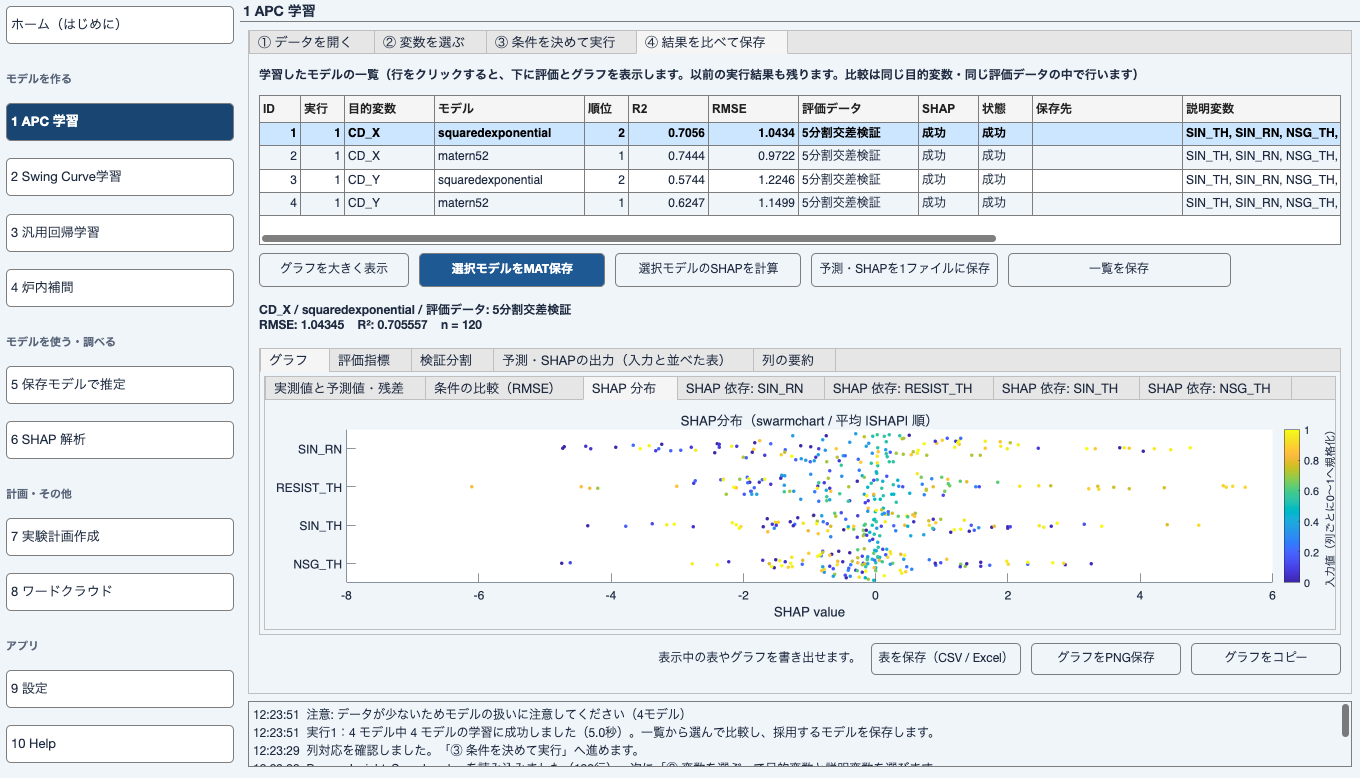 ホーム（はじめに）
モデルを作る
1 APC 学習
2 Swing Curve学習
3 汎用回帰学習
4 炉内補間
モデルを使う・調べる
5 保存モデルで推定
6 SHAP 解析
計画・その他
7 実験計画作成
8 ワードクラウド
アプリ
9 設定
10 Help
1 APC 学習
① データを開く ② 変数を選ぶ ③ 条件を決めて実行 ④ 結果を比べて保存
学習したモデルの一覧（行をクリックすると、下に評価とグラフを表示します。以前の実行結果も残ります。比較は同じ目的変数・同じ評価データの中で行います）
ID 実行 目的変数 モデル 順位 R2 RMSE 評価データ SHAP 状態 保存先 説明変数
1 1 CD_X squaredexponential 2 0.7056 1.0434 5分割交差検証 成功 成功 SIN_TH, SIN_RN, NSG_TH,
2 1 CD_X matern52 1 0.7444 0.9722 5分割交差検証 成功 成功 SIN_TH, SIN_RN, NSG_TH,
3 1 CD_Y squaredexponential 2 0.5744 1.2246 5分割交差検証 成功 成功 SIN_TH, SIN_RN, NSG_TH,
4 1 CD_Y matern52 1 0.6247 1.1499 5分割交差検証 成功 成功 SIN_TH, SIN_RN, NSG_TH,
グラフを大きく表示 選択モデルをMAT保存 選択モデルのSHAPを計算 予測・SHAPを1ファイルに保存 一覧を保存
CD_X / squaredexponential / 評価データ: 5分割交差検証
RMSE: 1.04345 R²: 0.705557 n = 120
グラフ 評価指標 検証分割 予測・SHAPの出力（入力と並べた表） 列の要約
実測値と予測値・残差 条件の比較（RMSE） SHAP 分布 SHAP 依存: SIN_RN SHAP 依存: RESIST_TH SHAP 依存: SIN_TH SHAP 依存: NSG_TH
SHAP分布（swarmchart / 平均 |SHAP| 順）
SIN_RN
RESIST_TH
SIN_TH
NSG_TH
-8 -6 -4 -2 0 2 4 6
SHAP value
1
0.8
0.6
0.4
0.2
0
入力値（列ごとに0〜1へ規格化）
表示中の表やグラフを書き出せます。 表を保存（CSV / Excel） グラフをPNG保存 グラフをコピー
12:23:51 注意: データが少ないためモデルの扱いに注意してください（4モデル）
12:23:51 実行1：4 モデル中 4 モデルの学習に成功しました（5.0秒）。一覧から選んで比較し、採用するモデルを保存します。
12:23:29 列対応を確認しました。「③ 条件を決めて実行」へ進めます。